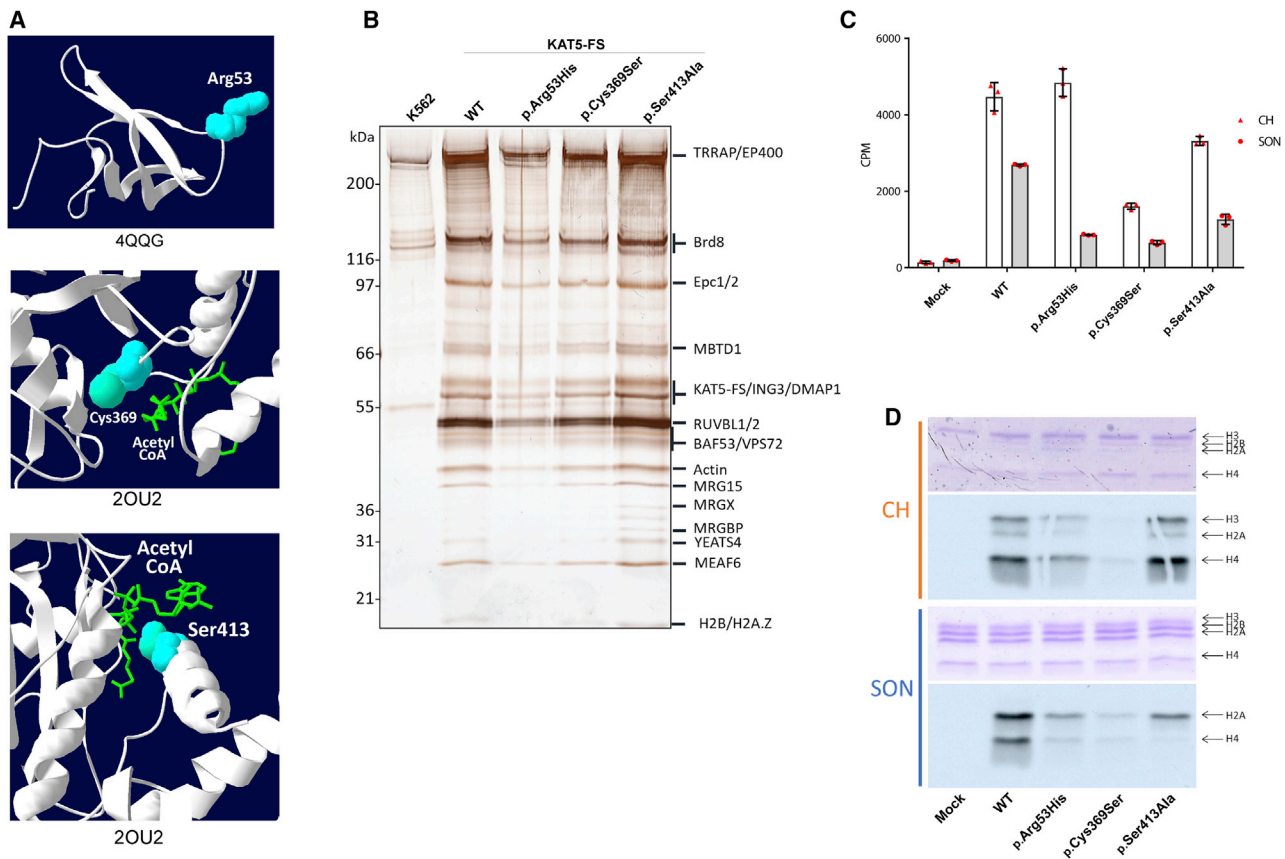 A
Arg53
4QQG
Cys369
Acetyl
CoA
2OU2
Acetyl
CoA
Ser413
2OU2
B
KAT5-FS
K562
WT
p.Arg53His
p.Cys369Ser
p.Ser413Ala
kDa
200
116
97
66
55
36
31
21
TRRAP/EP400
Brd8
Epc1/2
MBTD1
KAT5-FS/ING3/DMAP1
RUVBL1/2
BAF53/VPS72
Actin
MRG15
MRGX
MRGBP
YEATS4
MEAF6
H2B/H2A.Z
C
CPM
6000
4000
2000
0
Mock
WT
p.Arg53His
p.Cys369Ser
p.Ser413Ala
CH
SON
D
CH
H3
H2B
H2A
H4
H3
H2A
H4
SON
H3
H2B
H2A
H4
H2A
H4
Mock
WT
p.Arg53His
p.Cys369Ser
p.Ser413Ala